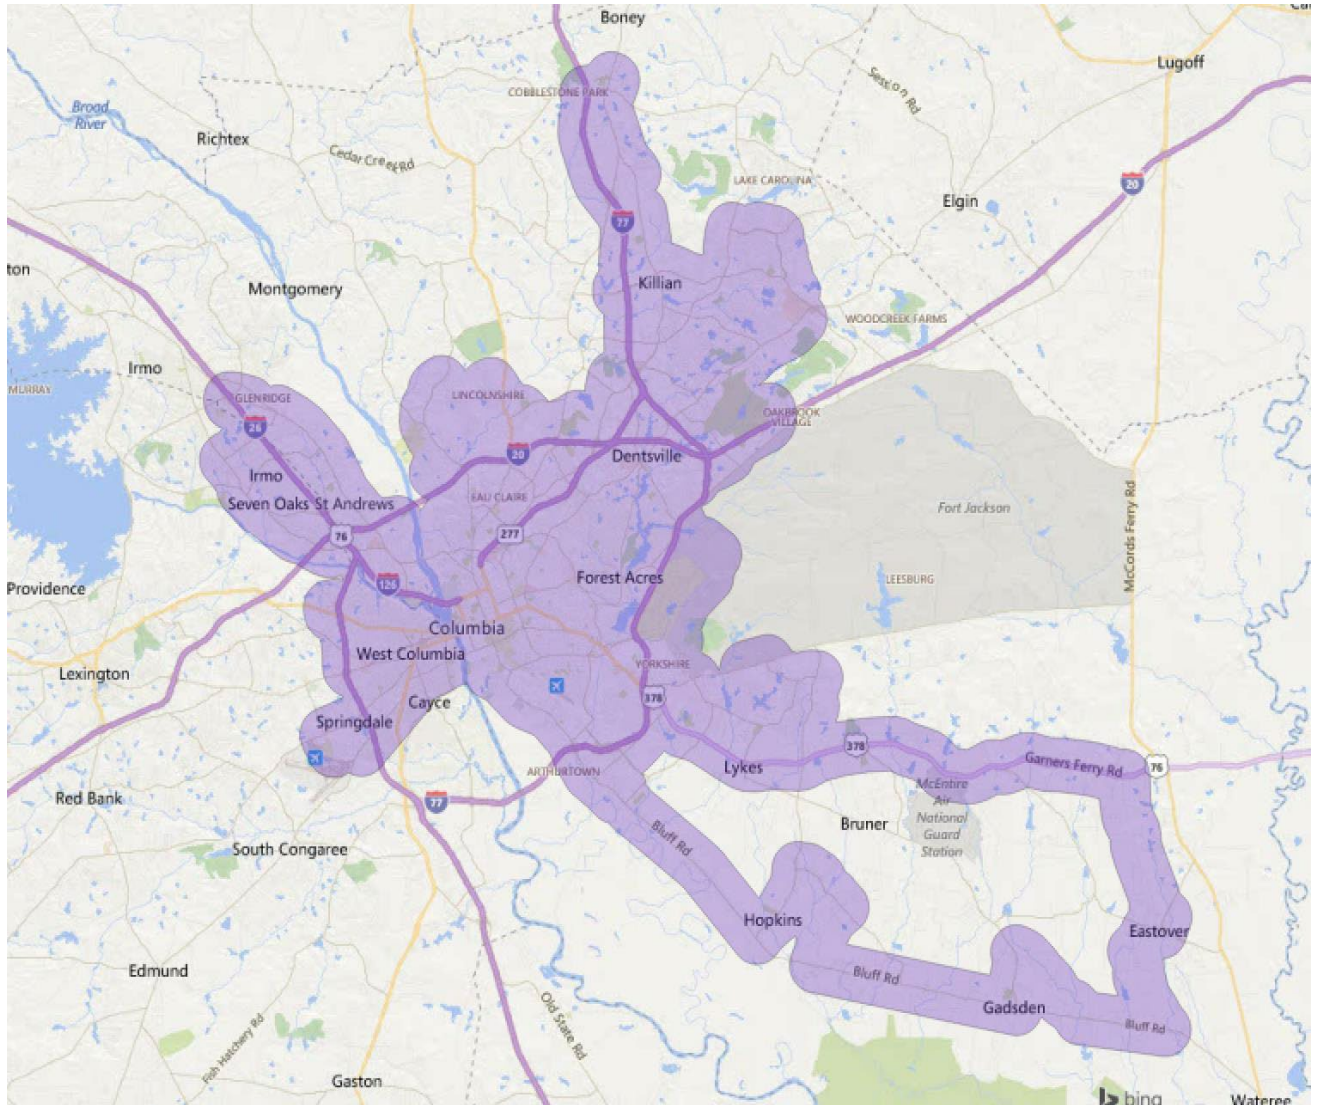 Boney
Ca
Lugoff
Session Rd
COBBLESTONE PARK
Broad
River
Richtex
Cedar Creek Rd
LAKE CAROLINA
20
Elgin
77
ton
Killian
Montgomery
WOODCREEK FARMS
Irmo
MURRAY
GLENRIDGE
LINCOLNSHIRE
OAKBROOK
VILLAGE
26
20
Dentsville
Irmo
EAU CLAIRE
Seven Oaks St Andrews
Fort Jackson
McCords Ferry Rd
76
277
Forest Acres
LEESBURG
126
Providence
Columbia
West Columbia
YORKSHIRE
Lexington
378
Cayce
Springdale
378
Garners Ferry Rd
76
Lykes
ARTHURTOWN
McEntire
Air
National
Guard
Station
Red Bank
77
Bruner
Bluff Rd
South Congaree
Hopkins
Eastover
Edmund
Bluff Rd
Gadsden
Bluff Rd
Old State Rd
Fish Hatchery Rd
Gaston
bing
Wateree